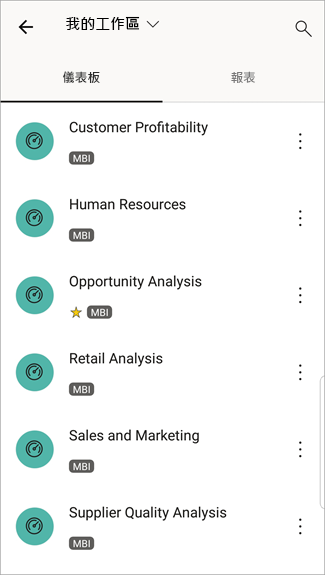 我的工作區
儀表板 報表
Customer Profitability
MBI
Human Resources
MBI
Opportunity Analysis
MBI
Retail Analysis
MBI
Sales and Marketing
MBI
Supplier Quality Analysis
MBI